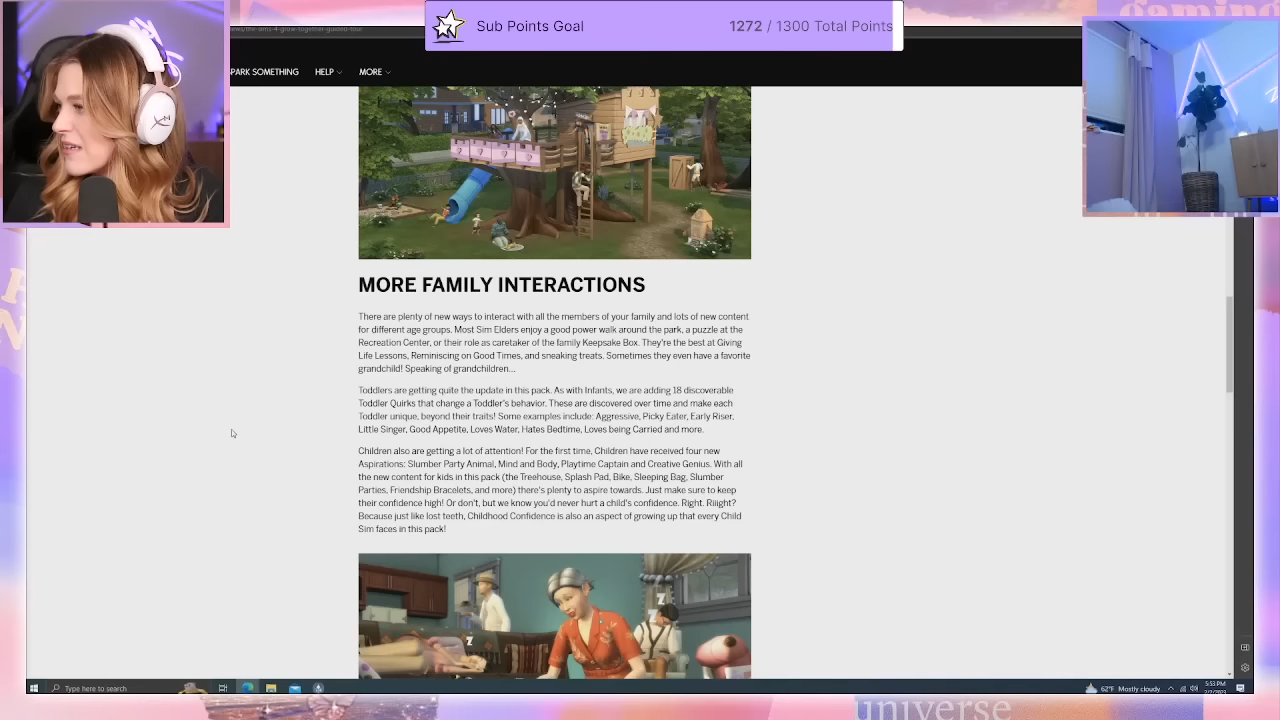 Sub Points Goal
1272 / 1300 Total Points
SPARK SOMETHING
HELP
MORE
MORE FAMILY INTERACTIONS
There are plenty of new ways to interact with all the members of your family and lots of new content
for different age groups. Most Sim Elders enjoy a good power walk around the park, a puzzle at the
Recreation Center, or their role as caretaker of the family Keepsake Box. They're the best at Giving
Life Lessons, Reminiscing on Good Times, and sneaking treats. Sometimes they even have a favorite
grandchild! Speaking of grandchildren...
Toddlers are getting quite the update in this pack. As with Infants, we are adding 18 discoverable
Toddler Quirks that change a Toddler's behavior. These are discovered over time and make each
Toddler unique, beyond their traits! Some examples include: Aggressive, Picky Eater, Early Riser,
Little Singer, Good Appetite, Loves Water, Hates Bedtime, Loves being Carried and more.
Children also are getting a lot of attention! For the first time, Children have received four new
Aspirations: Slumber Party Animal, Mind and Body, Playtime Captain and Creative Genius. With all
the new content for kids in this pack (the Treehouse, Splash Pad, Bike, Sleeping Bag, Slumber
Parties, Friendship Bracelets, and more) there's plenty to aspire towards. Just make sure to keep
their confidence high! Or don't, but we know you'd never hurt a child's confidence. Right. Riiight?
Because just like lost teeth, Childhood Confidence is also an aspect of growing up that every Child
Sim faces in this pack!
Z
Z
Z
Type here to search
62°F Mostly cloudy
5:53 PM
2/2/2023
universe